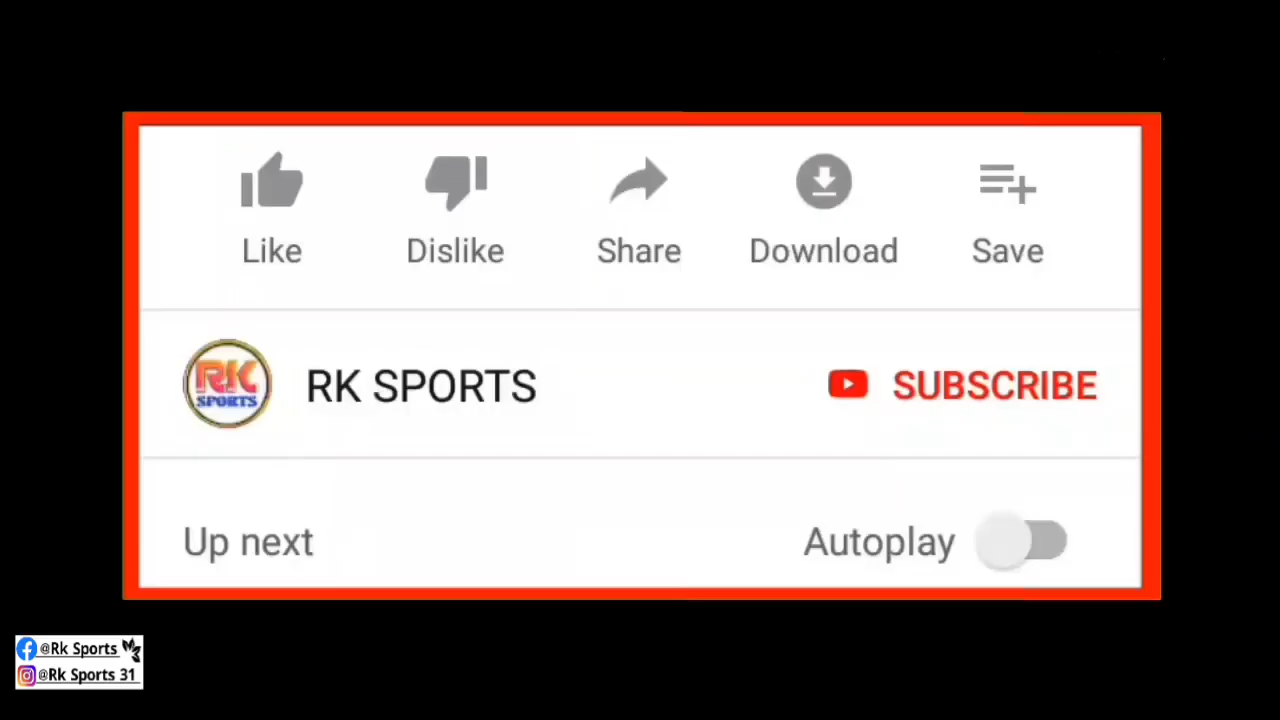 Like Dislike Share Download Save
RK SPORTS
RK SPORTS SUBSCRIBE
Up next Autoplay
@Rk Sports
@Rk Sports 31